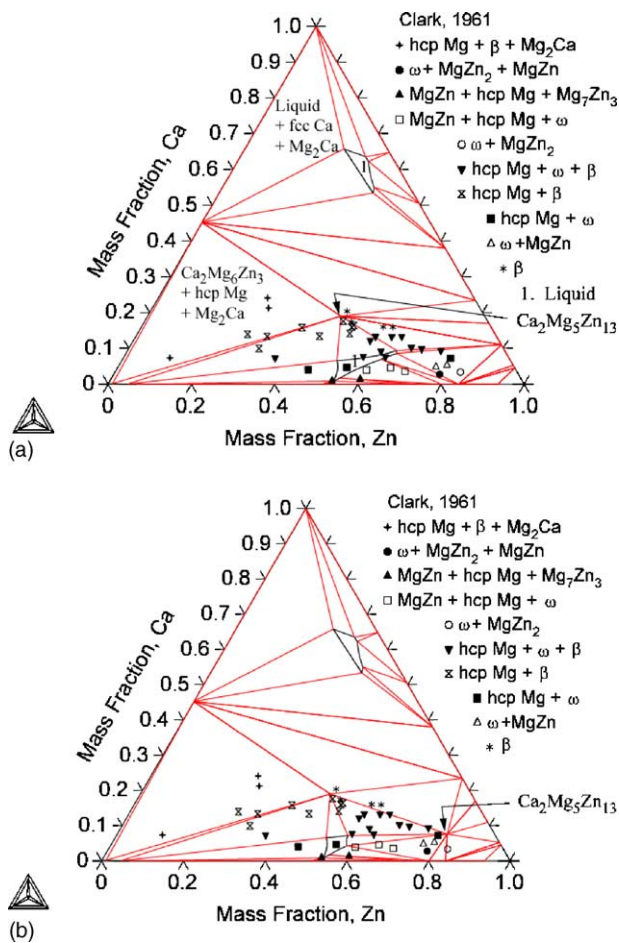 Clark, 1961
hcp Mg + β + Mg₂Ca
ω + MgZn₂ + MgZn
MgZn + hcp Mg + Mg₇Zn₃
MgZn + hcp Mg + ω
ω + MgZn₂
hcp Mg + ω + β
hcp Mg + β
hcp Mg + ω
ω +MgZn
β
1. Liquid
Ca₂Mg₅Zn₁₃
1.0
0.9
0.8
0.7
0.6
0.5
0.4
0.3
0.2
0.1
0
Mass Fraction, Ca
Liquid
+ fcc Ca
+ Mg₂Ca
1
Ca₂Mg₆Zn₃
+ hcp Mg
+ Mg₂Ca
1
0
0.2
0.4
0.6
0.8
1.0
Mass Fraction, Zn
(a)
Clark, 1961
hcp Mg + β + Mg₂Ca
ω + MgZn₂ + MgZn
MgZn + hcp Mg + Mg₇Zn₃
MgZn + hcp Mg + ω
ω + MgZn₂
hcp Mg + ω + β
hcp Mg + β
hcp Mg + ω
ω +MgZn
β
Ca₂Mg₅Zn₁₃
1.0
0.9
0.8
0.7
0.6
0.5
0.4
0.3
0.2
0.1
0
Mass Fraction, Ca
0
0.2
0.4
0.6
0.8
1.0
Mass Fraction, Zn
(b)